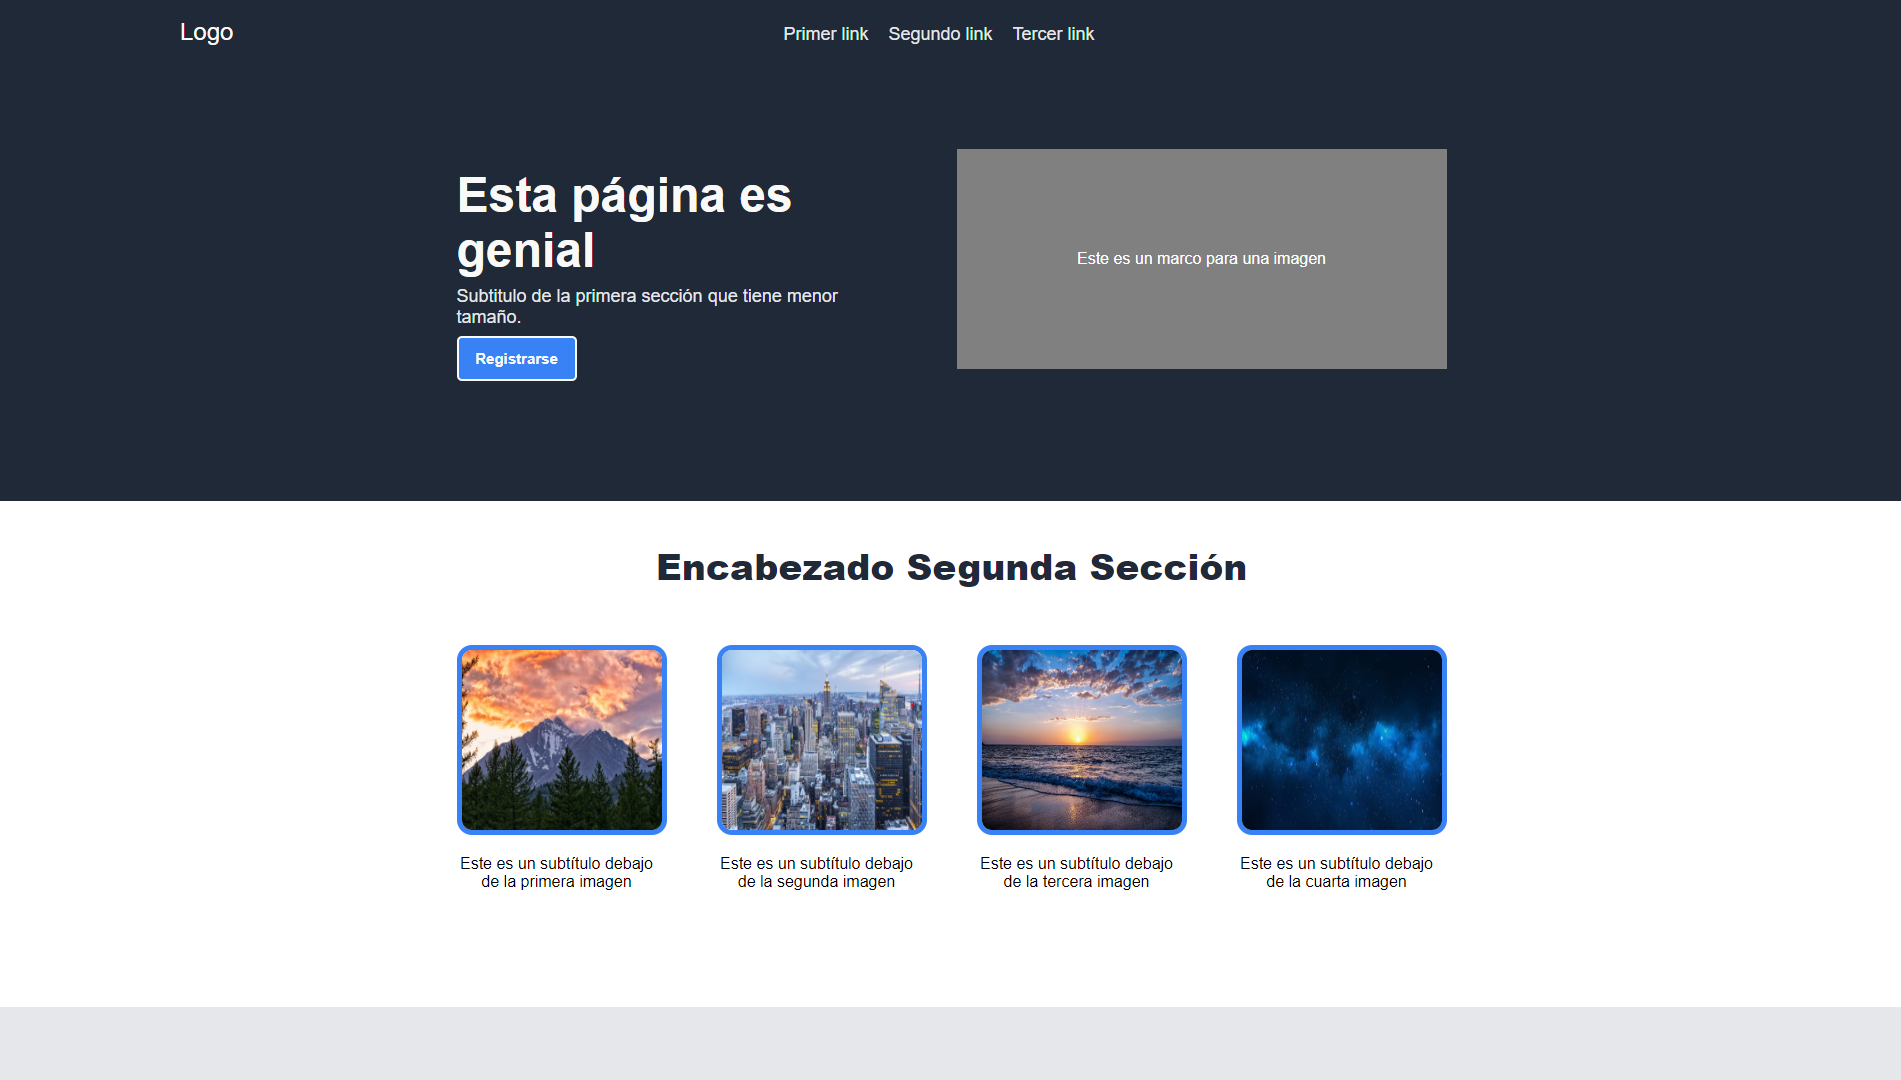 Logo
Primer link Segundo link Tercer link
Esta página es
genial
Subtitulo de la primera sección que tiene menor
tamaño.
Registrarse
Este es un marco para una imagen
Encabezado Segunda Sección
Este es un subtítulo debajo
de la primera imagen
Este es un subtítulo debajo
de la segunda imagen
Este es un subtítulo debajo
de la tercera imagen
Este es un subtítulo debajo
de la cuarta imagen